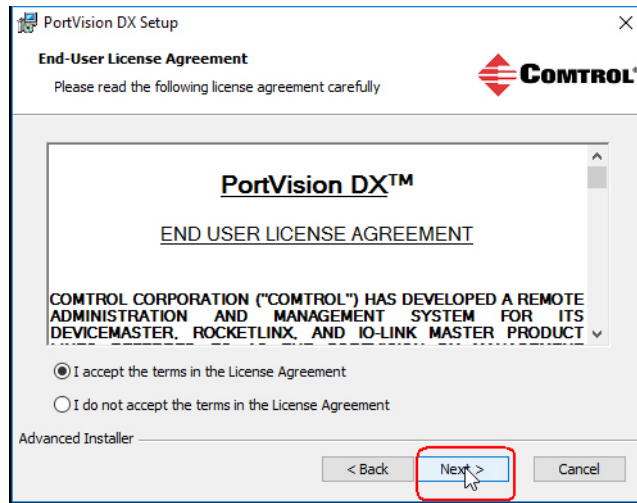 PortVision DX Setup
End-User License Agreement
Please read the following license agreement carefully
COMTROL®
PortVision DX™
END USER LICENSE AGREEMENT
COMTROL CORPORATION ("COMTROL") HAS DEVELOPED A REMOTE
ADMINISTRATION AND MANAGEMENT SYSTEM FOR ITS
DEVICEMASTER, ROCKETLINX, AND IO-LINK MASTER PRODUCT
I accept the terms in the License Agreement
I do not accept the terms in the License Agreement
Advanced Installer
< Back
Next >
Cancel